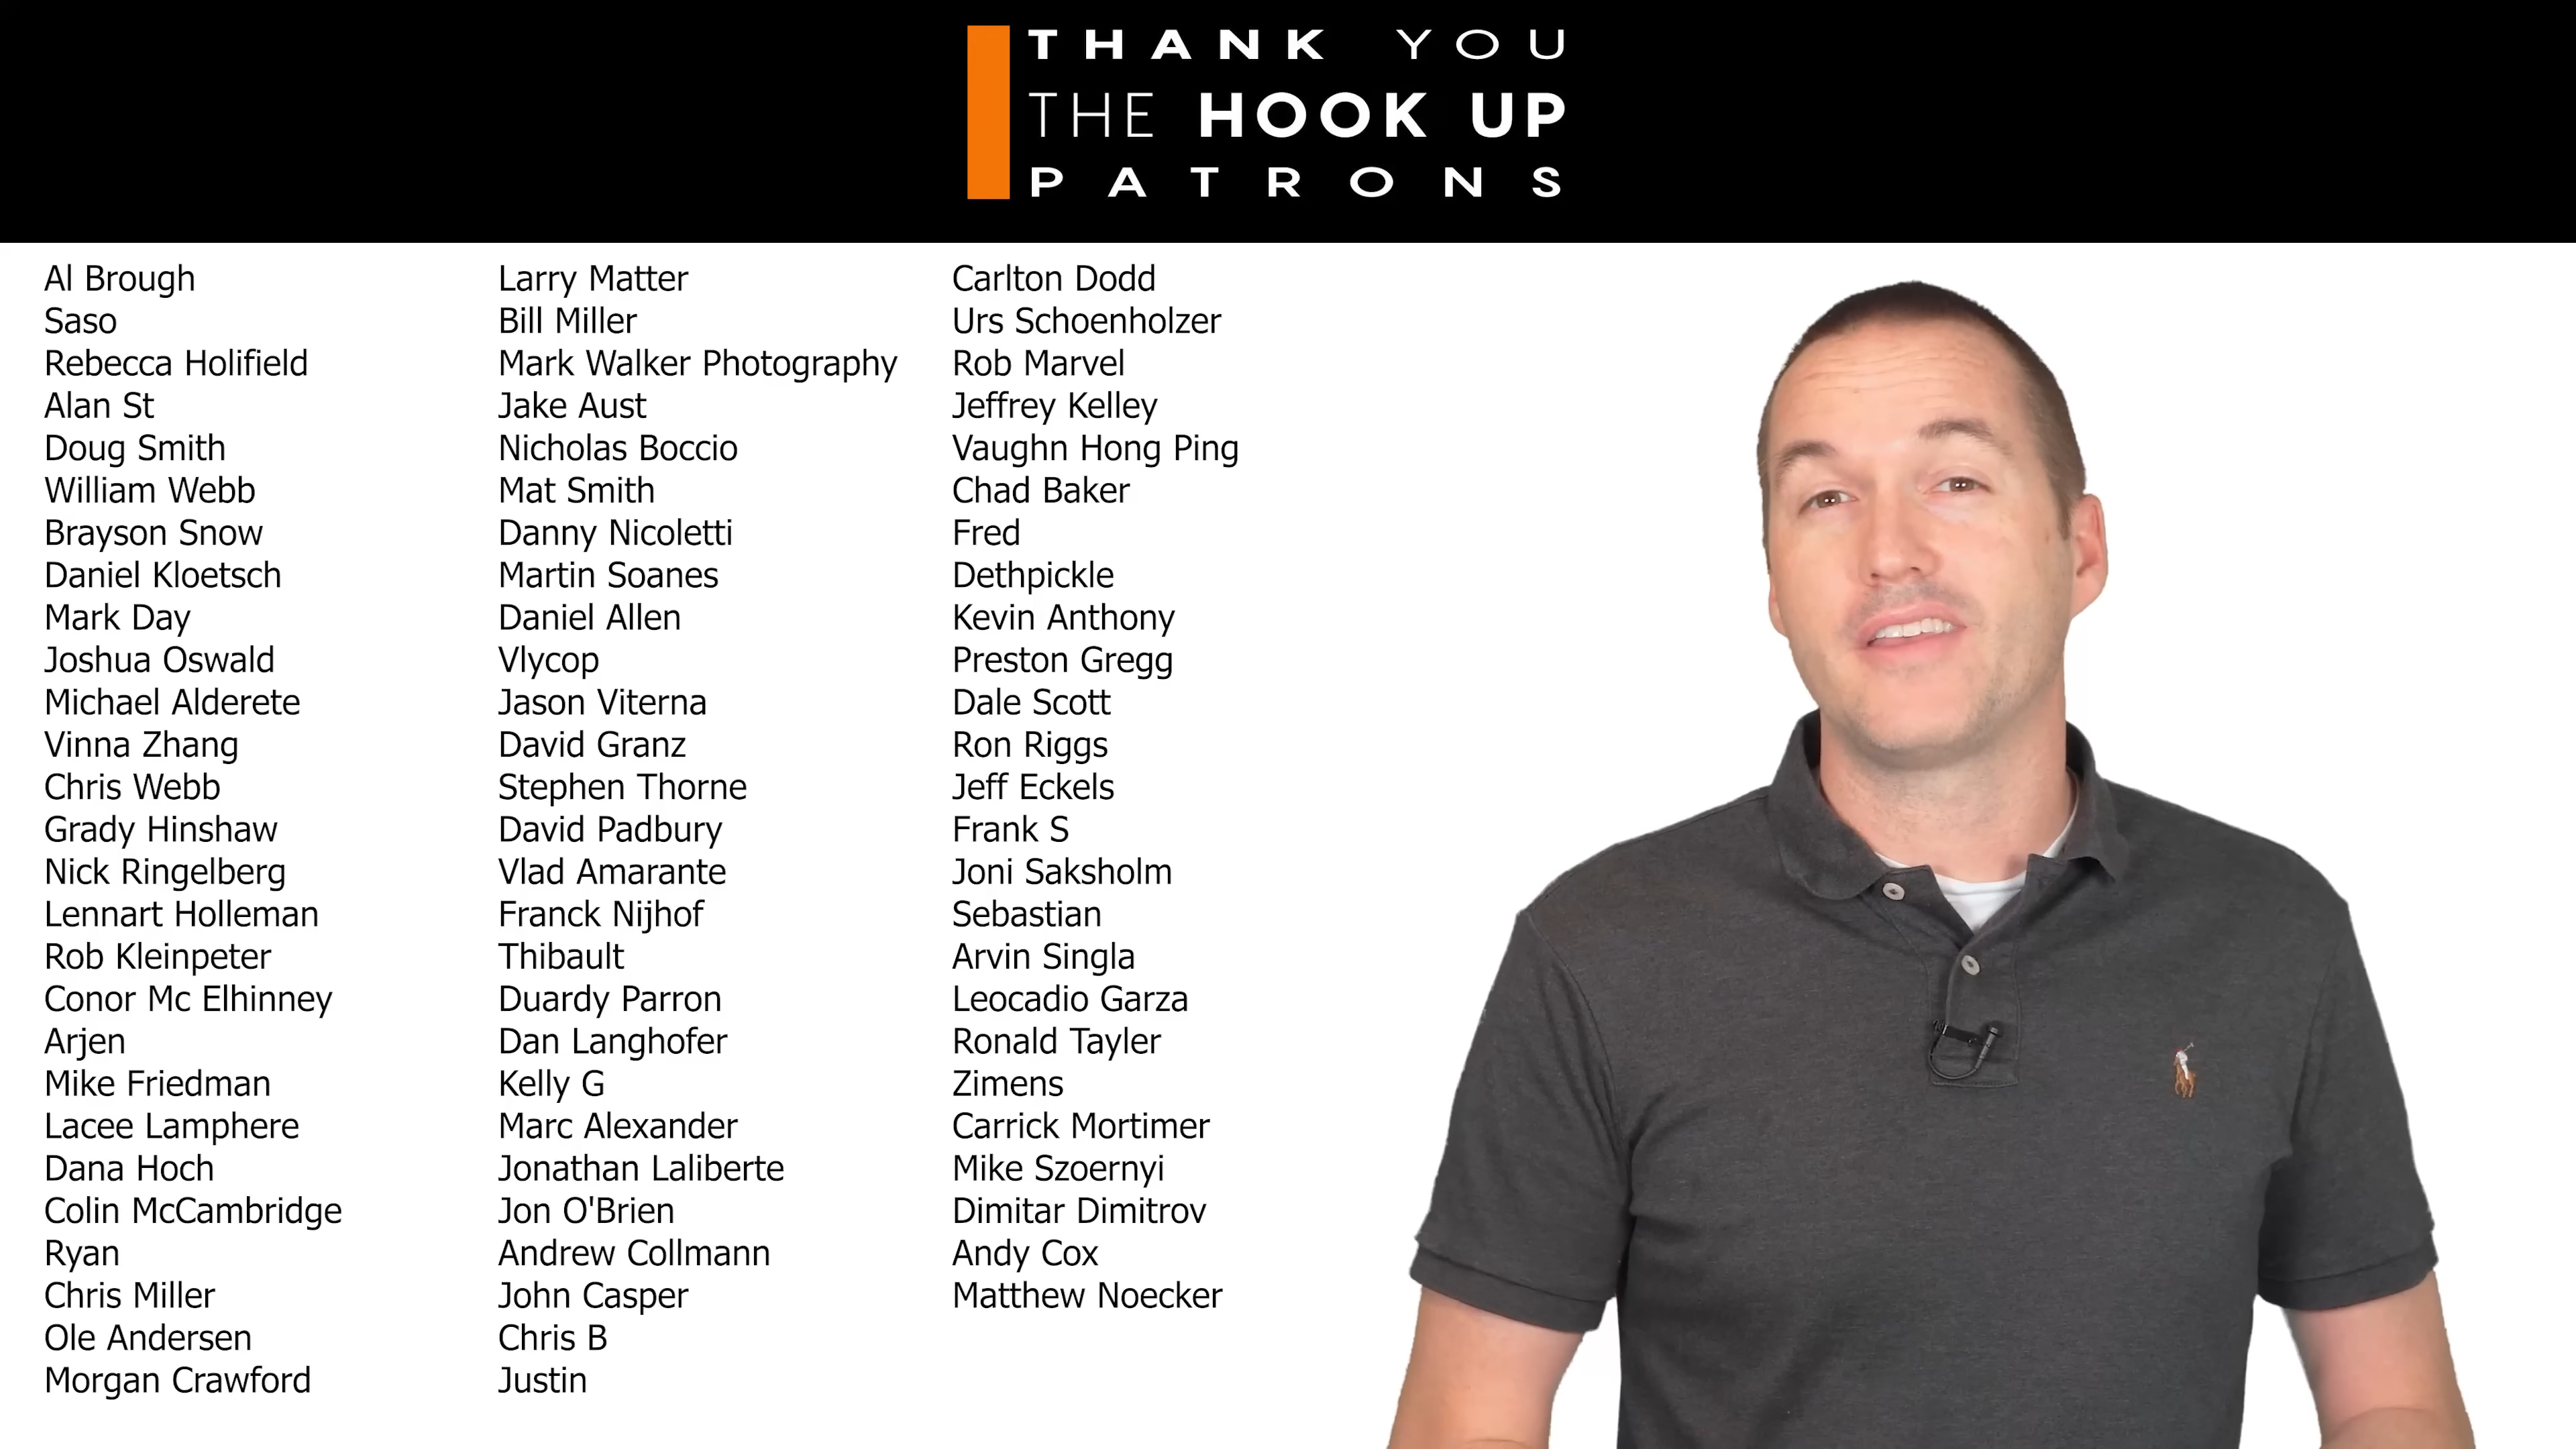 THANK YOU
THE HOOK UP
PATRONS
Al Brough
Saso
Rebecca Holifield
Alan St
Doug Smith
William Webb
Brayson Snow
Daniel Kloetsch
Mark Day
Joshua Oswald
Michael Alderete
Vinna Zhang
Chris Webb
Grady Hinshaw
Nick Ringelberg
Lennart Holleman
Rob Kleinpeter
Conor Mc Elhinney
Arjen
Mike Friedman
Lacee Lamphere
Dana Hoch
Colin McCambridge
Ryan
Chris Miller
Ole Andersen
Morgan Crawford
Larry Matter
Bill Miller
Mark Walker Photography
Jake Aust
Nicholas Boccio
Mat Smith
Danny Nicoletti
Martin Soanes
Daniel Allen
Vlycop
Jason Viterna
David Granz
Stephen Thorne
David Padbury
Vlad Amarante
Franck Nijhof
Thibault
Duardy Parron
Dan Langhofer
Kelly G
Marc Alexander
Jonathan Laliberte
Jon O'Brien
Andrew Collmann
John Casper
Chris B
Justin
Carlton Dodd
Urs Schoenholzer
Rob Marvel
Jeffrey Kelley
Vaughn Hong Ping
Chad Baker
Fred
Dethpickle
Kevin Anthony
Preston Gregg
Dale Scott
Ron Riggs
Jeff Eckels
Frank S
Joni Saksholm
Sebastian
Arvin Singla
Leocadio Garza
Ronald Tayler
Zimens
Carrick Mortimer
Mike Szoernyi
Dimitar Dimitrov
Andy Cox
Matthew Noecker